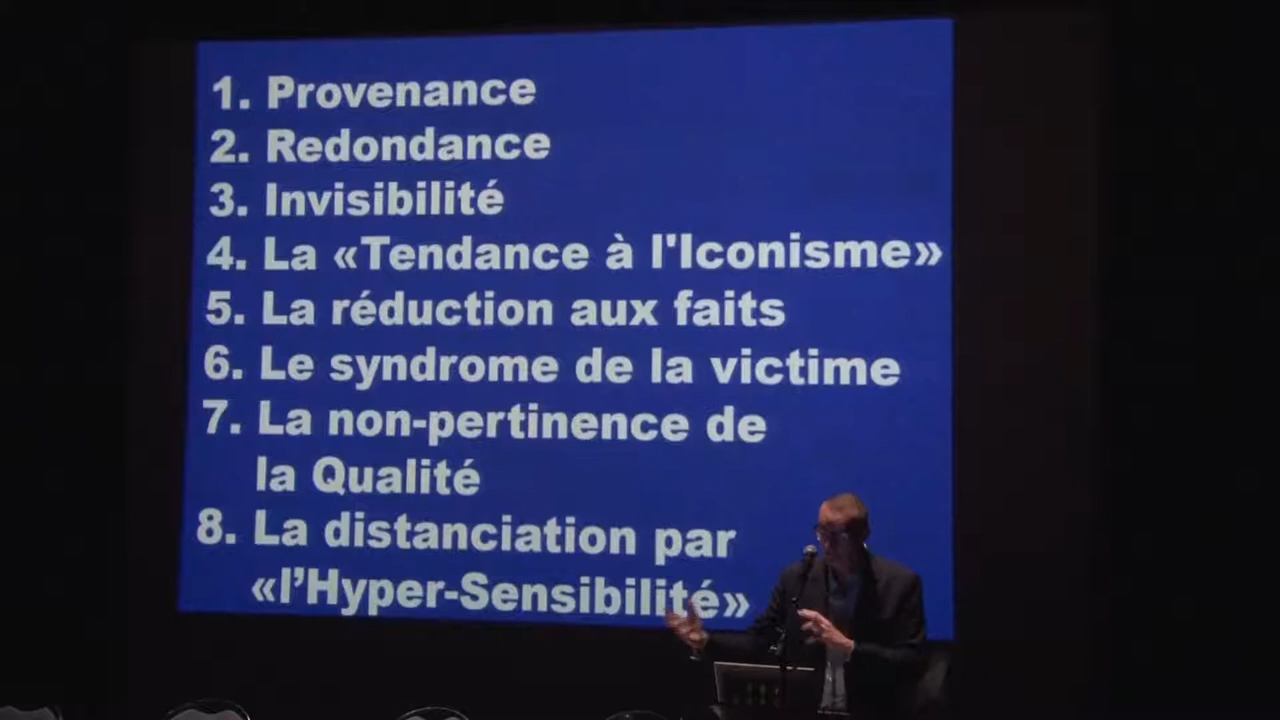 1. Provenance
2. Redondance
3. Invisibilité
4. La «Tendance à l'Iconisme»
5. La réduction aux faits
6. Le syndrome de la victime
7. La non-pertinence de
la Qualité
8. La distanciation par
«l’Hyper-Sensibilité»